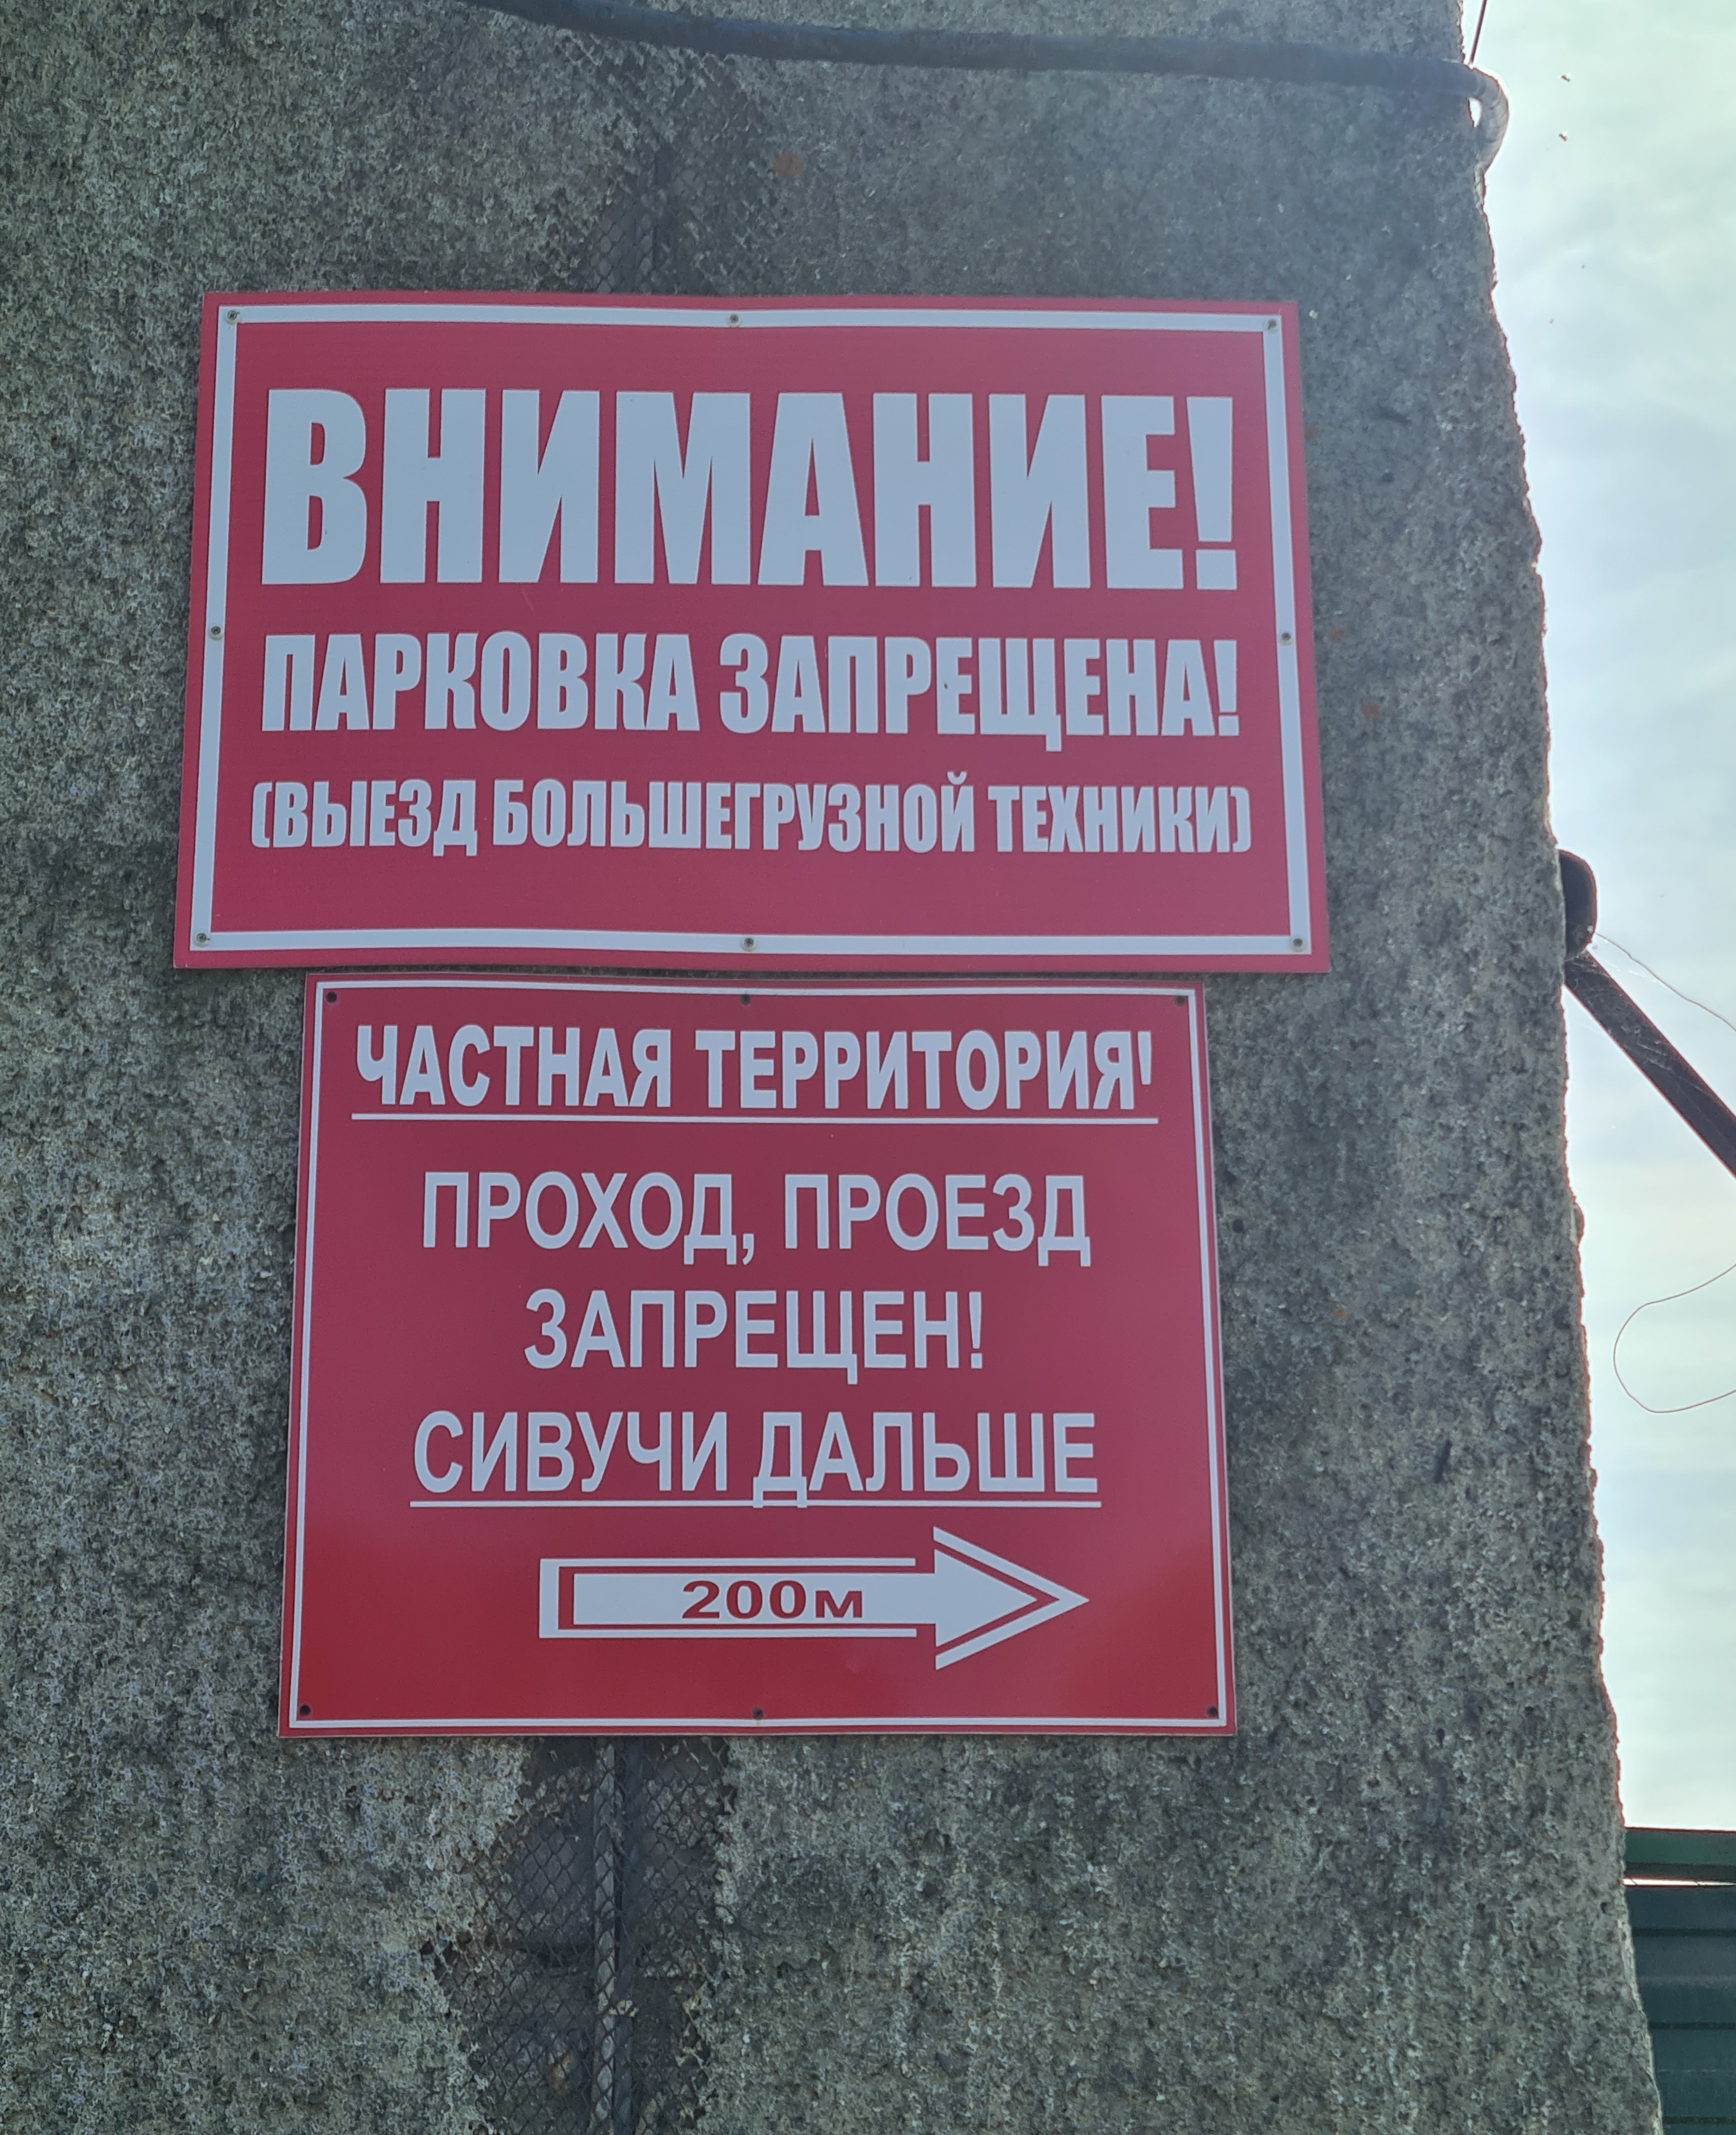 ВНИМАНИЕ!
ПАРКОВКА ЗАПРЕЩЕНА!
(ВЫЕЗД БОЛЬШЕГРУЗНОЙ ТЕХНИКИ)
ЧАСТНАЯ ТЕРРИТОРИЯ!
ПРОХОД, ПРОЕЗД
ЗАПРЕЩЕН!
СИВУЧИ ДАЛЬШЕ
200м